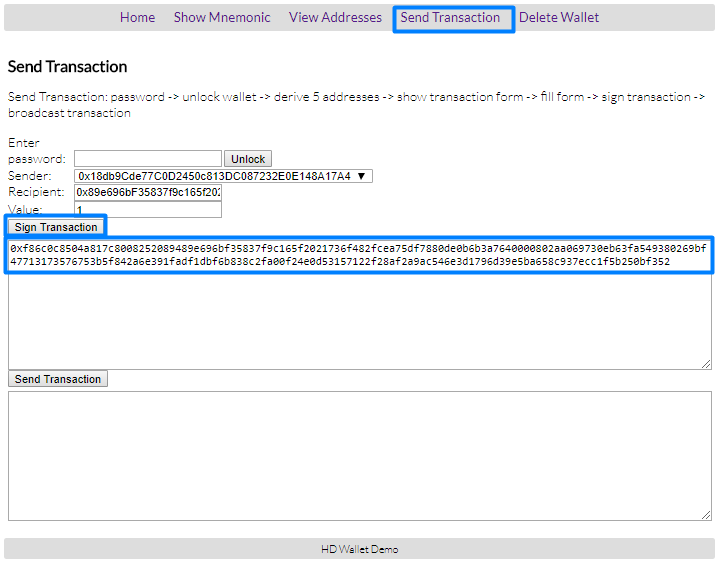 Home Show Mnemonic View Addresses Send Transaction Delete Wallet
Send Transaction
Send Transaction: password -> unlock wallet -> derive 5 addresses -> show transaction form -> fill form -> sign transaction ->
broadcast transaction
Enter
password: Unlock
Sender: 0x18db9Cde77C0D2450c813DC087232E0E148A17A4 ▼
Recipient: 0x89e696bF35837f9c165f202
Value: 1
Sign Transaction
0xf86c0c8504a817c8008252089489e696bf35837f9c165f2021736f482fcea75df7880de0b6b3a7640000802aa069730eb63fa549380269bf
47713173576753b5f842a6e391fadf1dbf6b838c2fa00f24e0d53157122f28af2a9ac546e3d1796d39e5ba658c937ecc1f5b250bf352
Send Transaction
HD Wallet Demo